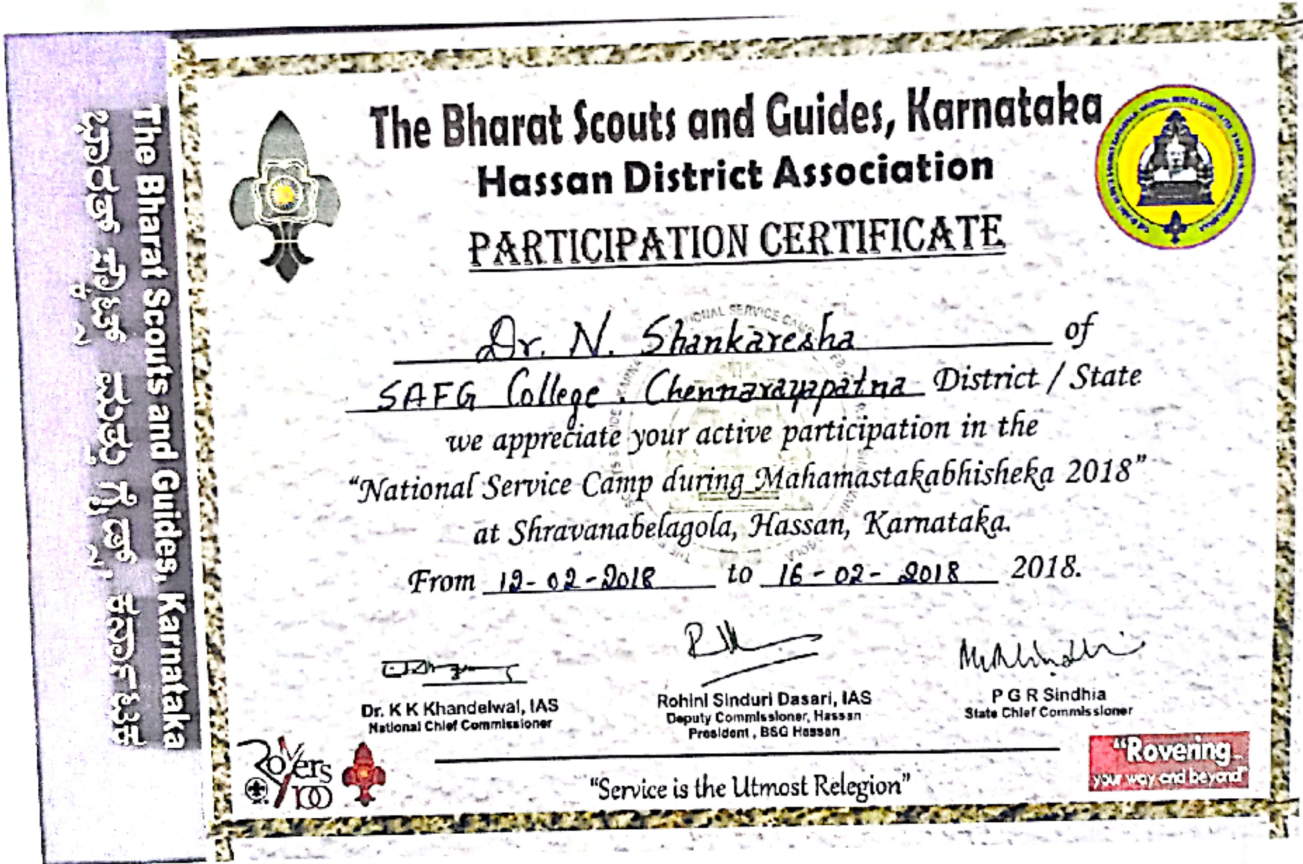 The Bharat Scouts and Guides, Karnataka
ಭಾರತ್ ಸ್ಕೌಟ್ ಮತ್ತು ಗೈಡ್ಸ್, ಕರ್ನಾಟಕ
The Bharat Scouts and Guides, Karnataka
Hassan District Association
PARTICIPATION CERTIFICATE
Dr. N. Shankaresha of
SAFG College. Chennarayapatna District / State
we appreciate your active participation in the
“National Service Camp during Mahamastakabhisheka 2018”
at Shravanabelagola, Hassan, Karnataka.
From 12-02-2018 to 16-02-2018 2018.
Dr. K K Khandelwal, IAS
National Chief Commissioner
Rohini Sinduri Dasari, IAS
Deputy Commissioner, Hassan
President, BSG Hassan
P G R Sindhia
State Chief Commissioner
Rovers
100
“Service is the Utmost Relegion”
“Rovering
your way and beyond”